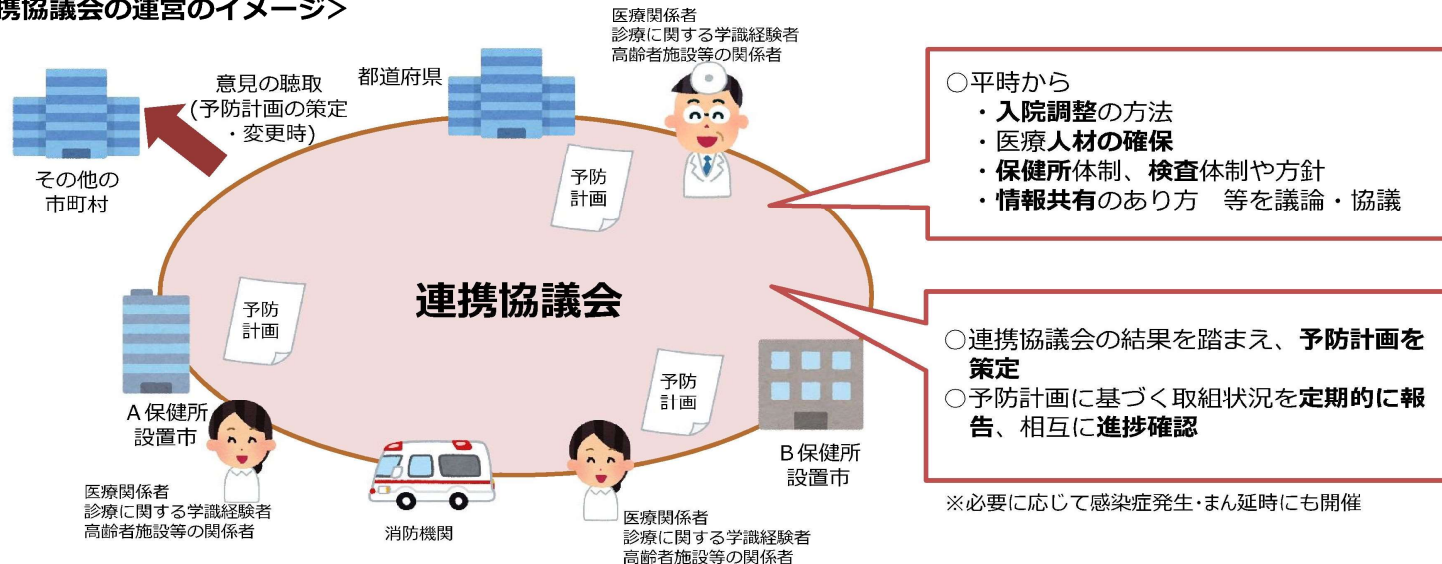 携協議会の運営のイメージ>
医療関係者
診療に関する学識経験者
高齢者施設等の関係者
都道府県
意見の聴取
(予防計画の策定
・変更時)
その他の
市町村
予防
計画
○平時から
・入院調整の方法
・医療人材の確保
・保健所体制、検査体制や方針
・情報共有のあり方　等を議論・協議
連携協議会
予防
計画
予防
計画
○連携協議会の結果を踏まえ、予防計画を
策定
○予防計画に基づく取組状況を定期的に報
告、相互に進捗確認
A保健所
設置市
B保健所
設置市
※必要に応じて感染症発生・まん延時にも開催
医療関係者
診療に関する学識経験者
高齢者施設等の関係者
消防機関
医療関係者
診療に関する学識経験者
高齢者施設等の関係者